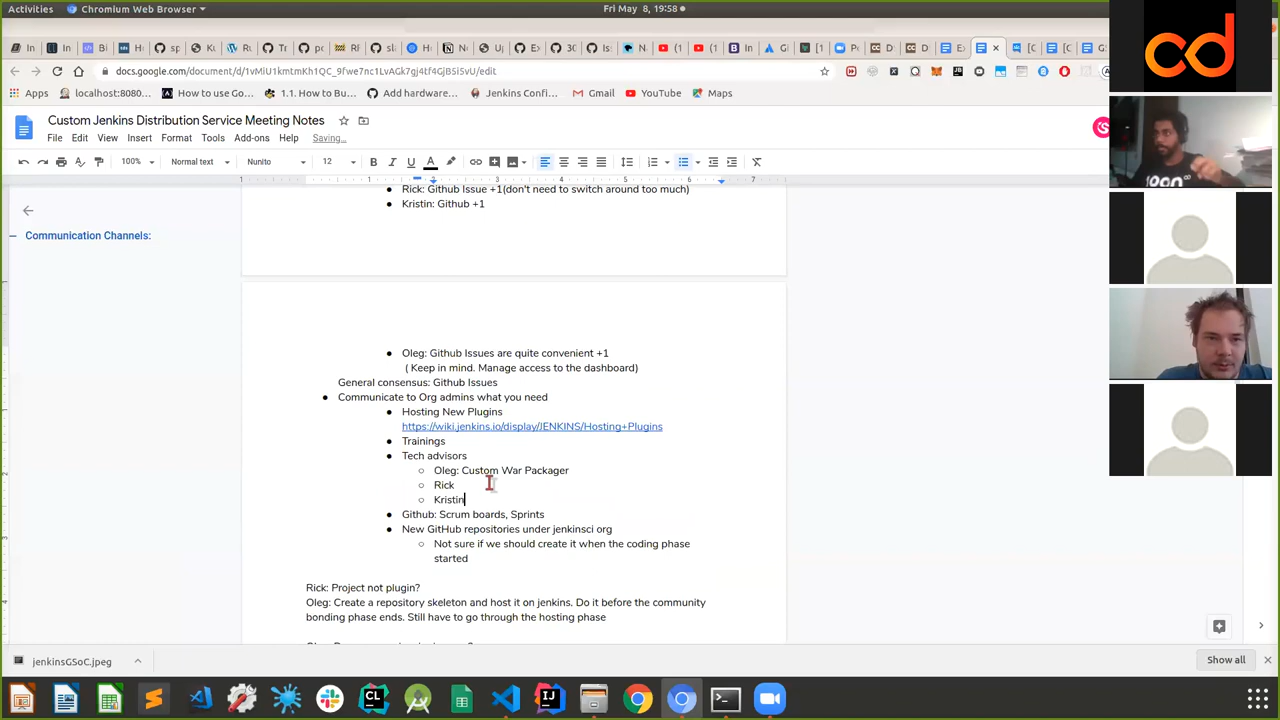 Activities
Chromium Web Browser
Fri May 8, 19:58
docs.google.com/document/d/1vMlU1kmtmKh1QC_9fwe7nc1LvAGk7gj4tf4GjB5i5vU/edit
Apps
localhost:8080...
How to use Go...
1.1. How to Buil...
Add hardware...
Jenkins Confi...
Gmail
YouTube
Maps
Custom Jenkins Distribution Service Meeting Notes
File Edit View Insert Format Tools Add-ons Help Saving...
100% Normal text Nunito 12
Communication Channels:
Rick: Github Issue +1(don't need to switch around too much)
Kristin: Github +1
Oleg: Github Issues are quite convenient +1
( Keep in mind. Manage access to the dashboard)
General consensus: Github Issues
Communicate to Org admins what you need
Hosting New Plugins
https://wiki.jenkins.io/display/JENKINS/Hosting+Plugins
Trainings
Tech advisors
Oleg: Custom War Packager
Rick
Kristin
Github: Scrum boards, Sprints
New GitHub repositories under jenkinsci org
Not sure if we should create it when the coding phase
started
Rick: Project not plugin?
Oleg: Create a repository skeleton and host it on jenkins. Do it before the community
bonding phase ends. Still have to go through the hosting phase
jenkinsGSoC.jpeg
Show all
cd